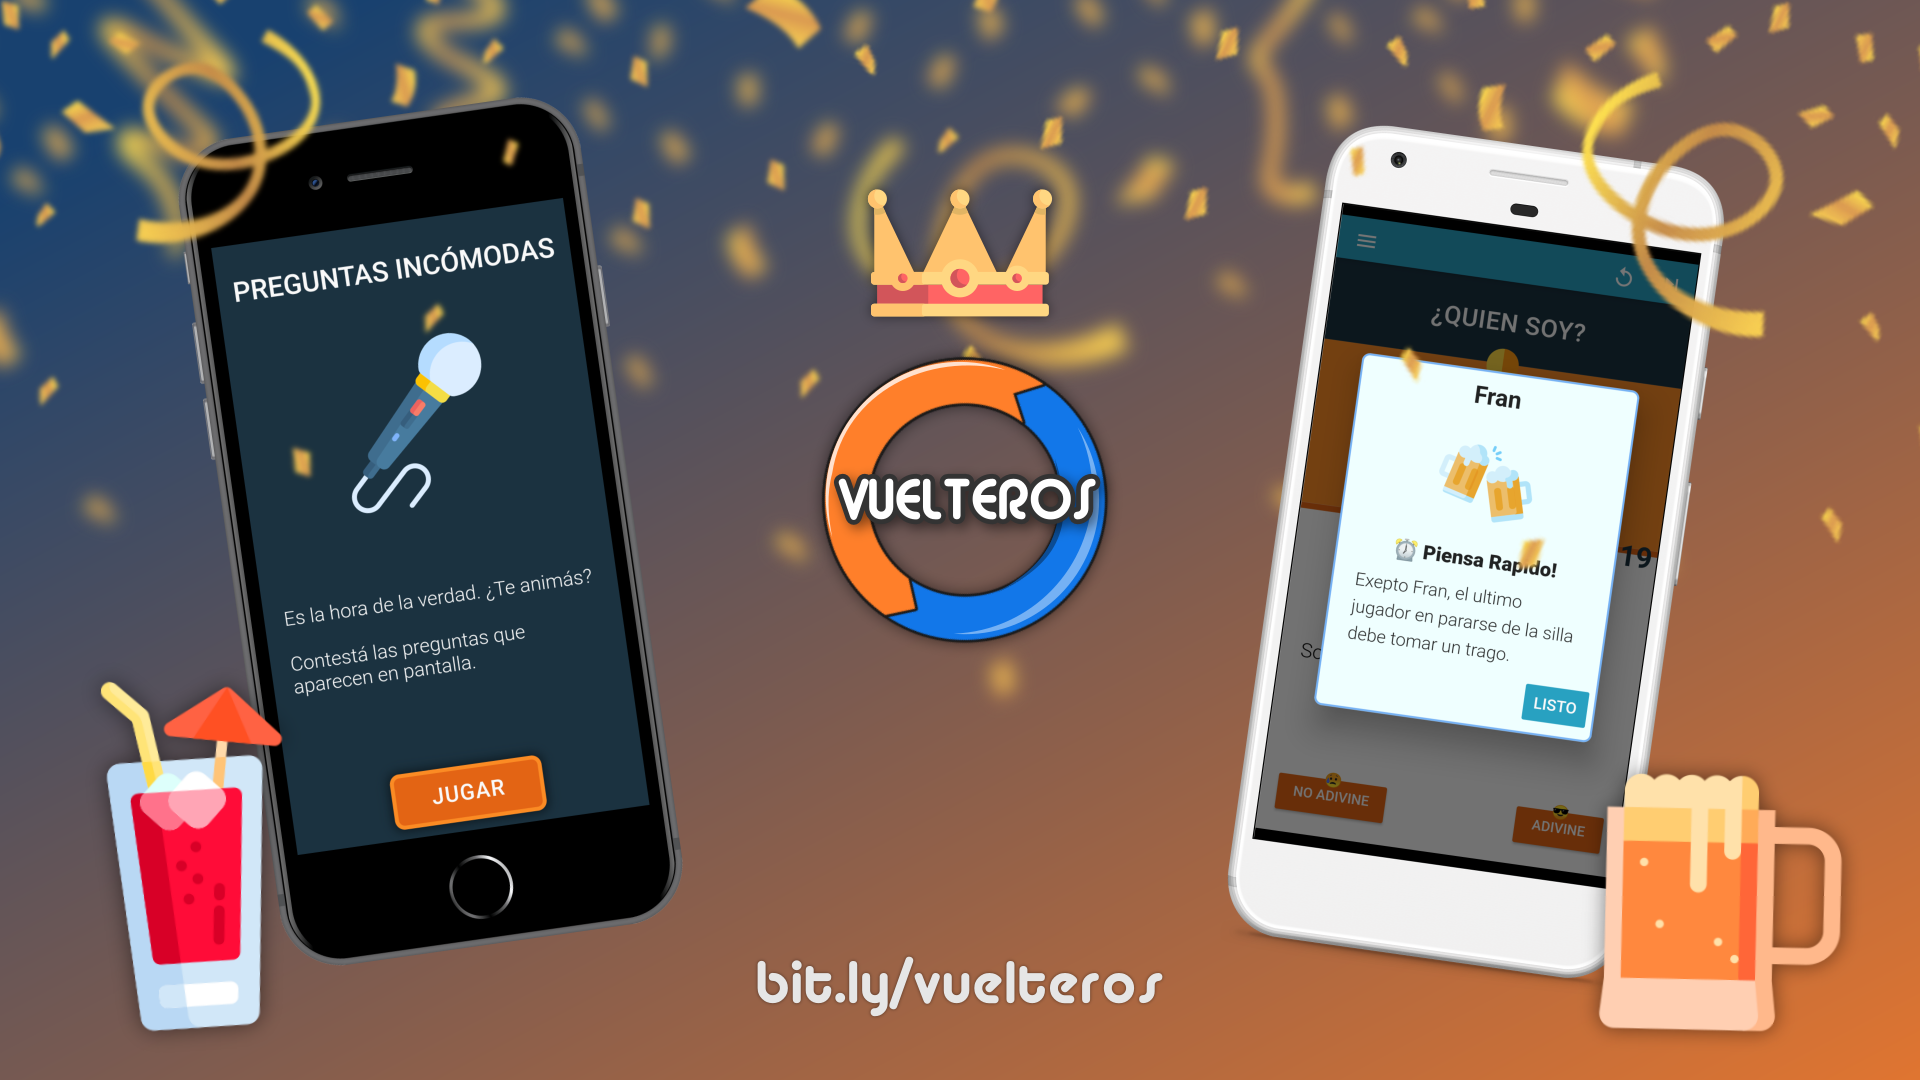 PREGUNTAS INCÓMODAS
Es la hora de la verdad. ¿Te animás?
Contestá las preguntas que
aparecen en pantalla.
JUGAR
VUELTEROS
bit.ly/vuelteros
¿QUIEN SOY?
Fran
Piensa Rapido!
19
Exepto Fran, el ultimo
jugador en pararse de la silla
debe tomar un trago.
LISTO
NO ADIVINE
ADIVINE